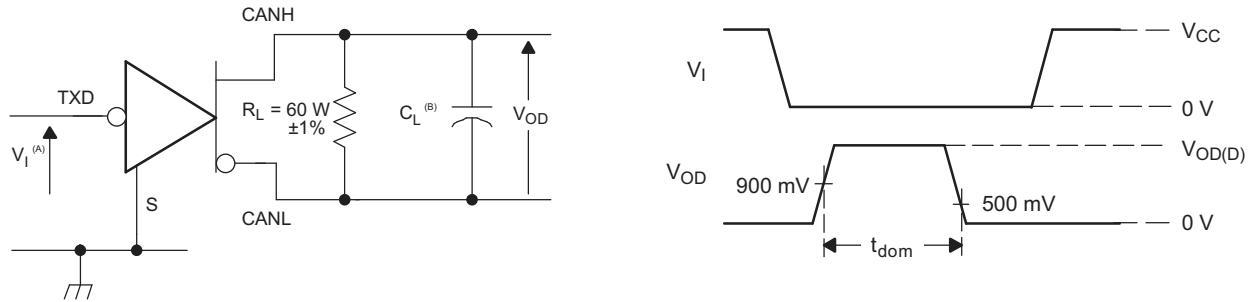 CANH
TXD
R_L = 60 W
±1%
C_L (B)
V_OD
V_I (A)
S
CANL
V_I
V_CC
0 V
V_OD
900 mV
V_OD(D)
500 mV
0 V
t_dom